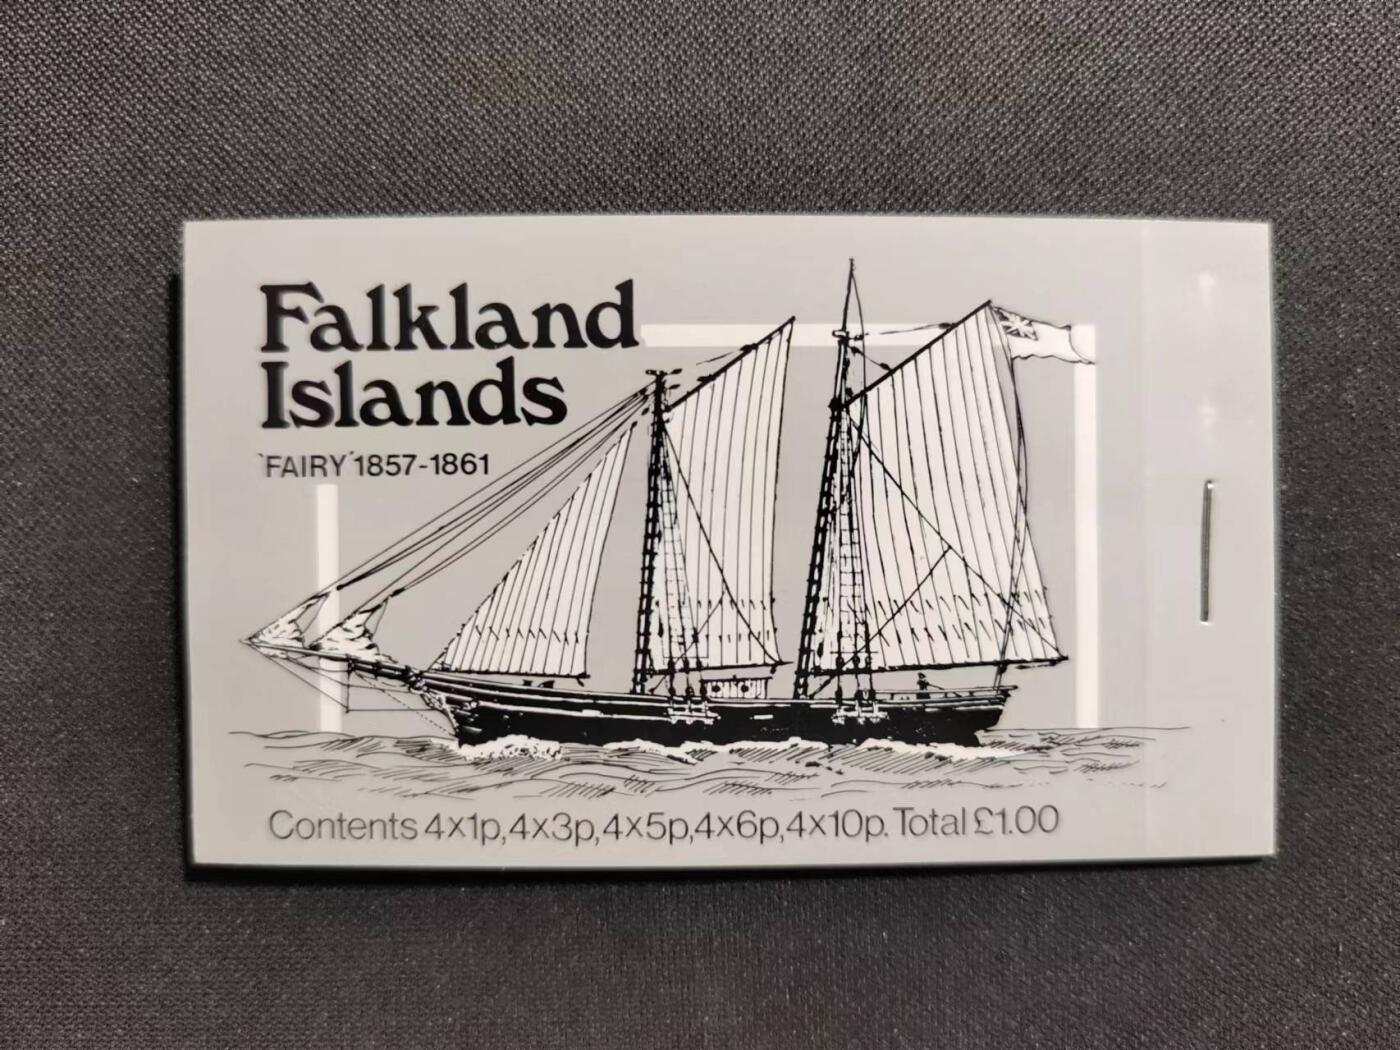 Falkland
Islands
'FAIRY' 1857-1861
Contents 4x1p,4x3p,4x5p,4x6p,4x10p. Total £1.00